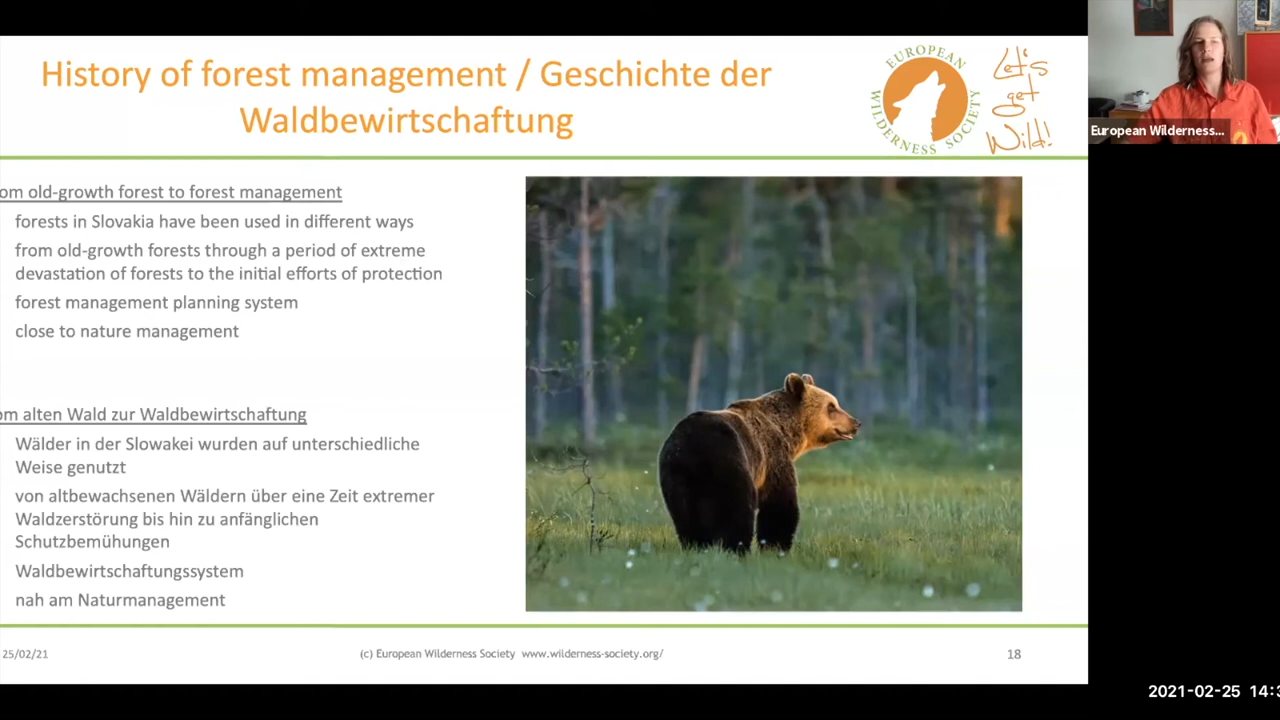 History of forest management / Geschichte der
Waldbewirtschaftung
EUROPEAN
WILDERNESS SOCIETY
Let's
get
Wild!
European Wilderness...
om old-growth forest to forest management
forests in Slovakia have been used in different ways
from old-growth forests through a period of extreme
devastation of forests to the initial efforts of protection
forest management planning system
close to nature management
om alten Wald zur Waldbewirtschaftung
Wälder in der Slowakei wurden auf unterschiedliche
Weise genutzt
von altbewachsenen Wäldern über eine Zeit extremer
Waldzerstörung bis hin zu anfänglichen
Schutzbemühungen
Waldbewirtschaftungssystem
nah am Naturmanagement
25/02/21
(c) European Wilderness Society www.wilderness-society.org/
18
2021-02-25 14:3